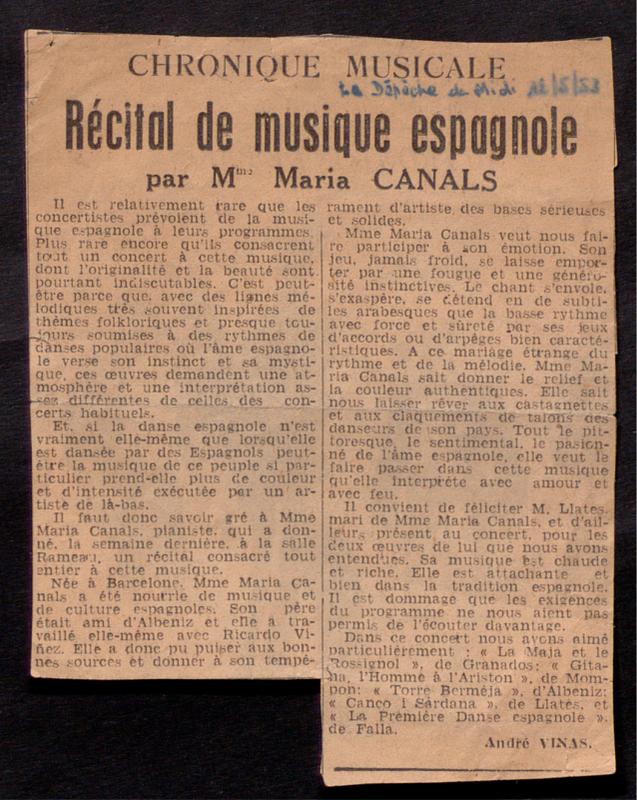 CHRONIQUE MUSICALE
La Dépêche du Midi 12/5/53
Récital de musique espagnole
par Mme Maria CANALS
Il est relativement rare que les
concertistes prévoient de la musi-
que espagnole à leurs programmes.
Plus rare encore qu'ils consacrent
tout un concert à cette musique,
dont l'originalité et la beauté sont
pourtant indiscutables. C'est peut-
être parce que, avec des lignes mé-
lodiques très souvent inspirées de
thèmes folkloriques et presque tou-
jours soumises à des rythmes de
danses populaires où l'âme espagno-
le verse son instinct et sa mysti-
que, ces œuvres demandent une at-
mosphère et une interprétation as-
sez différentes de celles des con-
certs habituels.
Et, si la danse espagnole n'est
vraiment elle-même que lorsqu'elle
est dansée par des Espagnols peut-
être la musique de ce peuple si par-
ticulier prend-elle plus de couleur
et d'intensité exécutée par un ar-
tiste de là-bas.
Il faut donc savoir gré à Mme
Maria Canals, pianiste, qui a don-
né, la semaine dernière, à la salle
Rameau, un récital consacré tout
entier à cette musique.
Née à Barcelone, Mme Maria Ca-
nals a été nourrie de musique et
de culture espagnoles. Son père
était ami d'Albeniz et elle a tra-
vaillé elle-même avec Ricardo Vi-
ñez. Elle a donc pu puiser aux bon-
nes sources et donner à son tempé-
rament d'artiste des bases sérieuses
et solides.
Mme Maria Canals veut nous fai-
re participer à son émotion. Son
jeu, jamais froid, se laisse empor-
ter par une fougue et une généro-
sité instinctives. Le chant s'envole,
s'exaspère, se détend en de subti-
les arabesques que la basse rythme
avec force et sûreté par ses jeux
d'accords ou d'arpèges bien caracté-
ristiques. A ce mariage étrange du
rythme et de la mélodie, Mme Ma-
ria Canals sait donner le relief et
la couleur authentiques. Elle sait
nous laisser rêver aux castagnettes
et aux claquements de talons des
danseurs de son pays. Tout le pit-
toresque, le sentimental, le passion-
né de l'âme espagnole, elle veut le
faire passer dans cette musique
qu'elle interprète avec amour et
avec feu.
Il convient de féliciter M. Llates,
mari de Mme Maria Canals, et d'ail-
leurs présent au concert, pour les
deux œuvres de lui que nous avons
entendues. Sa musique est chaude
et riche. Elle est attachante et
bien dans la tradition espagnole.
Il est dommage que les exigences
du programme ne nous aient pas
permis de l'écouter davantage.
Dans ce concert nous avons aimé
particulièrement : « La Maja et le
Rossignol », de Granados; « Gita-
na, l'Homme à l'Ariston », de Mom-
pon; « Torre Berméja », d'Albeniz;
« Canco i Sardana », de Llates, et
« La Première Danse espagnole »,
de Falla.
André VINAS.